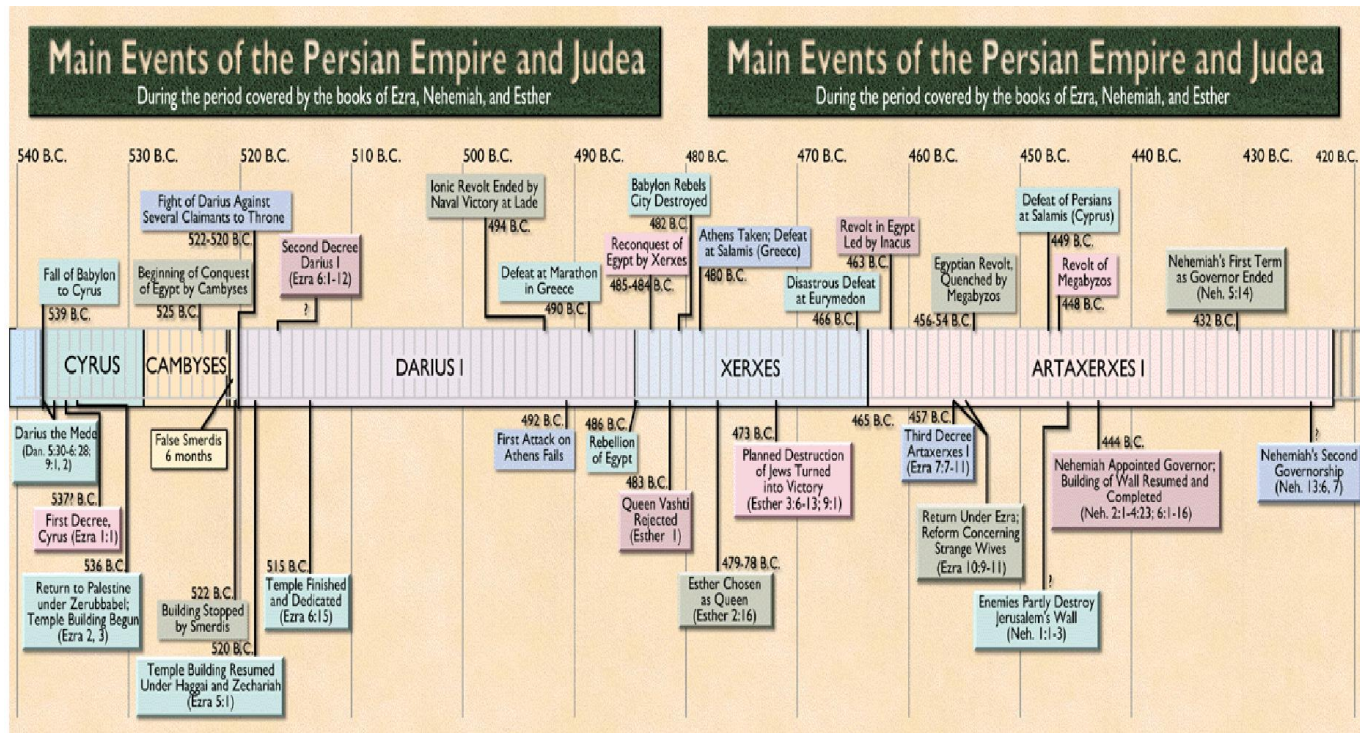 Main Events of the Persian Empire and Judea
During the period covered by the books of Ezra, Nehemiah, and Esther
Main Events of the Persian Empire and Judea
During the period covered by the books of Ezra, Nehemiah, and Esther
540 B.C.
530 B.C.
520 B.C.
510 B.C.
500 B.C.
490 B.C.
480 B.C.
470 B.C.
460 B.C.
450 B.C.
440 B.C.
430 B.C.
420 B.C.
Fall of Babylon
to Cyrus
539 B.C.
Fight of Darius Against
Several Claimants to Throne
522-520 B.C.
Beginning of Conquest
of Egypt by Cambyses
525 B.C.
Second Decree
Darius I
(Ezra 6:1-12)
?
Ionic Revolt Ended by
Naval Victory at Lade
494 B.C.
Defeat at Marathon
in Greece
490 B.C.
Babylon Rebels
City Destroyed
482 B.C.
Reconquest of
Egypt by Xerxes
485-484 B.C.
Athens Taken; Defeat
at Salamis (Greece)
480 B.C.
Disastrous Defeat
at Eurymedon
466 B.C.
Revolt in Egypt
Led by Inacus
463 B.C.
Egyptian Revolt,
Quenched by
Megabyzos
456-54 B.C.
Defeat of Persians
at Salamis (Cyprus)
449 B.C.
Revolt of
Megabyzos
448 B.C.
Nehemiah's First Term
as Governor Ended
(Neh. 5:14)
432 B.C.
CYRUS
CAMBYSES
DARIUS I
XERXES
ARTAXERXES I
Darius the Mede
(Dan. 5:30-6:28;
9:1, 2)
537? B.C.
First Decree,
Cyrus (Ezra 1:1)
536 B.C.
Return to Palestine
under Zerubbabel;
Temple Building Begun
(Ezra 2, 3)
False Smerdis
6 months
522 B.C.
Building Stopped
by Smerdis
520 B.C.
Temple Building Resumed
Under Haggai and Zechariah
(Ezra 5:1)
515 B.C.
Temple Finished
and Dedicated
(Ezra 6:15)
492 B.C.
First Attack on
Athens Fails
486 B.C.
Rebellion
of Egypt
483 B.C.
Queen Vashti
Rejected
(Esther 1)
479-78 B.C.
Esther Chosen
as Queen
(Esther 2:16)
473 B.C.
Planned Destruction
of Jews Turned
into Victory
(Esther 3:6-13; 9:1)
465 B.C.
457 B.C.
Third Decree
Artaxerxes I
(Ezra 7:7-11)
Return Under Ezra;
Reform Concerning
Strange Wives
(Ezra 10:9-11)
?
Enemies Partly Destroy
Jerusalem's Wall
(Neh. 1:1-3)
444 B.C.
Nehemiah Appointed Governor;
Building of Wall Resumed and
Completed
(Neh. 2:1-4:23; 6:1-16)
?
Nehemiah's Second
Governorship
(Neh. 13:6, 7)